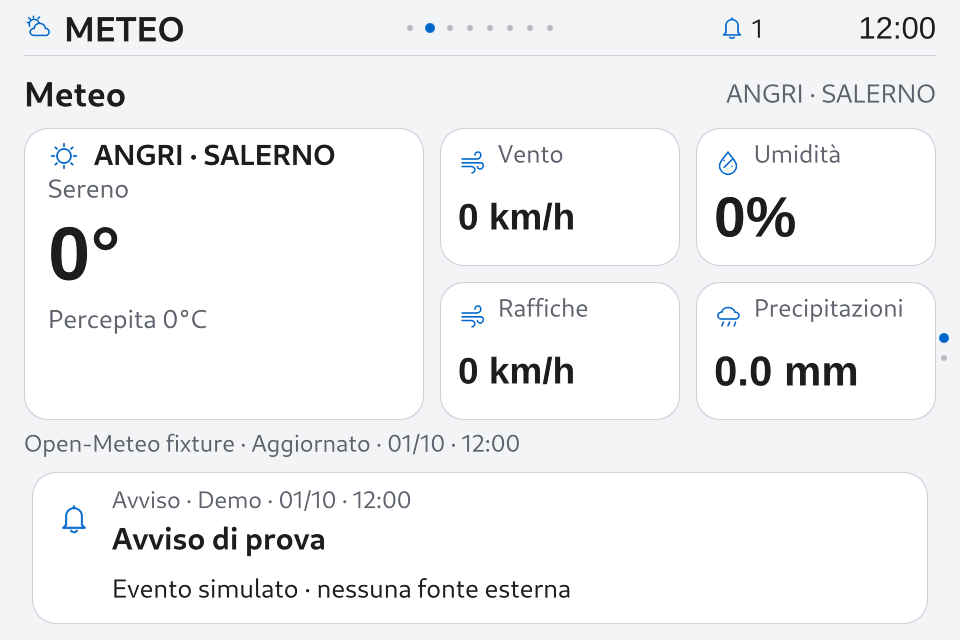 METEO
1
12:00
Meteo
ANGRI · SALERNO
ANGRI · SALERNO
Sereno
0°
Percepita 0°C
Vento
0 km/h
Umidità
0%
Raffiche
0 km/h
Precipitazioni
0.0 mm
Open-Meteo fixture · Aggiornato · 01/10 · 12:00
Avviso · Demo · 01/10 · 12:00
Avviso di prova
Evento simulato · nessuna fonte esterna